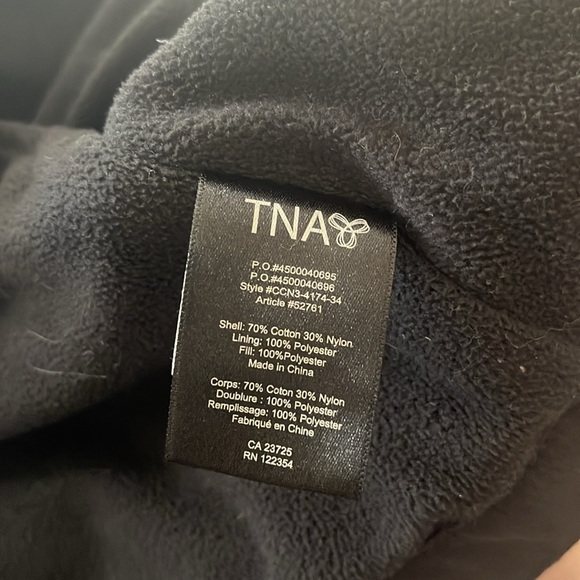 TNA
P.O.#4500040695
P.O.#4500040696
Style #CCN3-4174-34
Article #52761
Shell: 70% Cotton 30% Nylon
Lining: 100% Polyester
Fill: 100%Polyester
Made in China
Corps: 70% Coton 30% Nylon
Doublure : 100% Polyester
Remplissage: 100% Polyester
Fabriqué en Chine
CA 23725
RN 122354